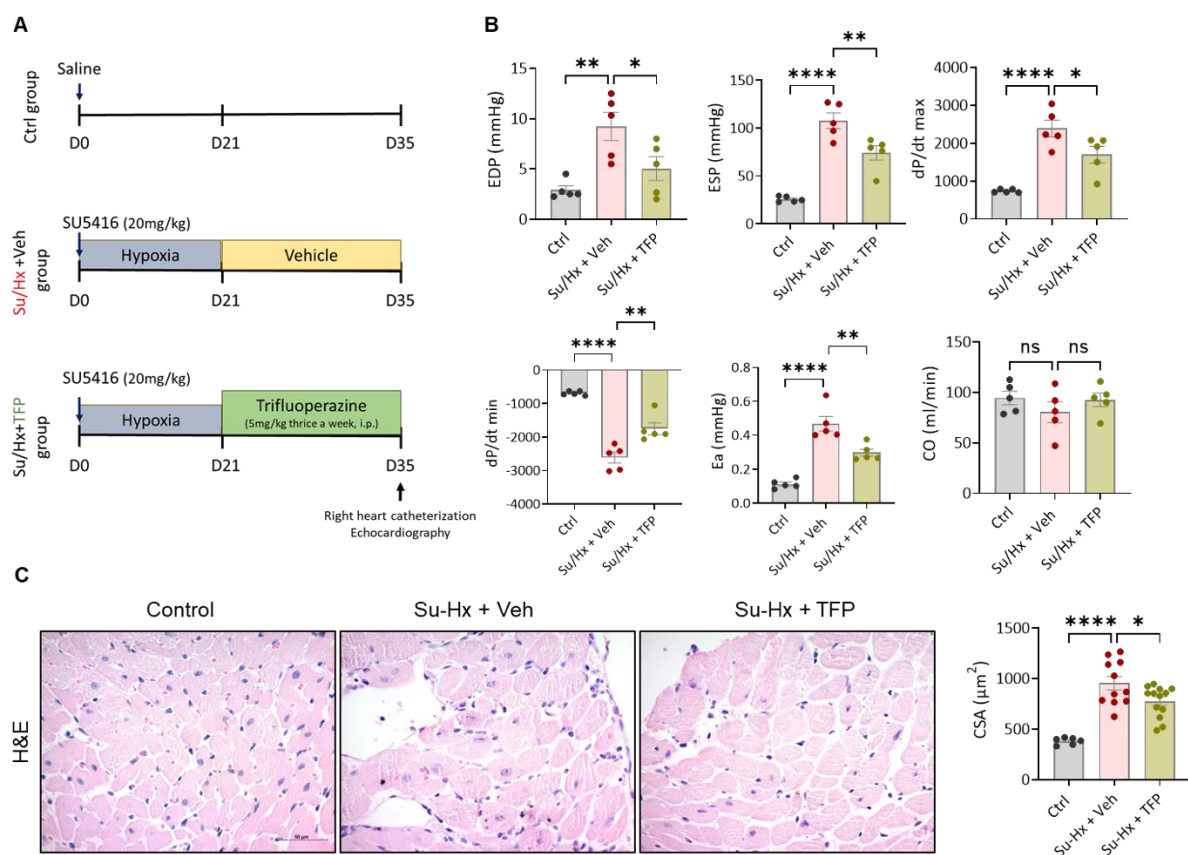 A
Ctrl group
Saline
D0
D21
D35
Su/Hx +Veh
group
SU5416 (20mg/kg)
Hypoxia
Vehicle
D0
D21
D35
Su/Hx+TFP
group
SU5416 (20mg/kg)
Hypoxia
Trifluoperazine
(5mg/kg thrice a week, i.p.)
D0
D21
D35
Right heart catheterization
Echocardiography
B
EDP (mmHg)
15
10
5
0
**
*
Ctrl
Su/Hx + Veh
Su/Hx + TFP
ESP (mmHg)
150
100
50
0
****
**
Ctrl
Su/Hx + Veh
Su/Hx + TFP
dP/dt max
4000
3000
2000
1000
0
****
*
Ctrl
Su/Hx + Veh
Su/Hx + TFP
dP/dt min
0
-1000
-2000
-3000
-4000
****
**
Ctrl
Su/Hx + Veh
Su/Hx + TFP
Ea (mmHg)
0.8
0.6
0.4
0.2
0.0
****
**
Ctrl
Su/Hx + Veh
Su/Hx + TFP
CO (ml/min)
150
100
50
0
ns
ns
Ctrl
Su/Hx + Veh
Su/Hx + TFP
C
Control
Su-Hx + Veh
Su-Hx + TFP
H&E
50 µm
CSA (µm²)
1500
1000
500
0
****
*
Ctrl
Su-Hx + Veh
Su-Hx + TFP